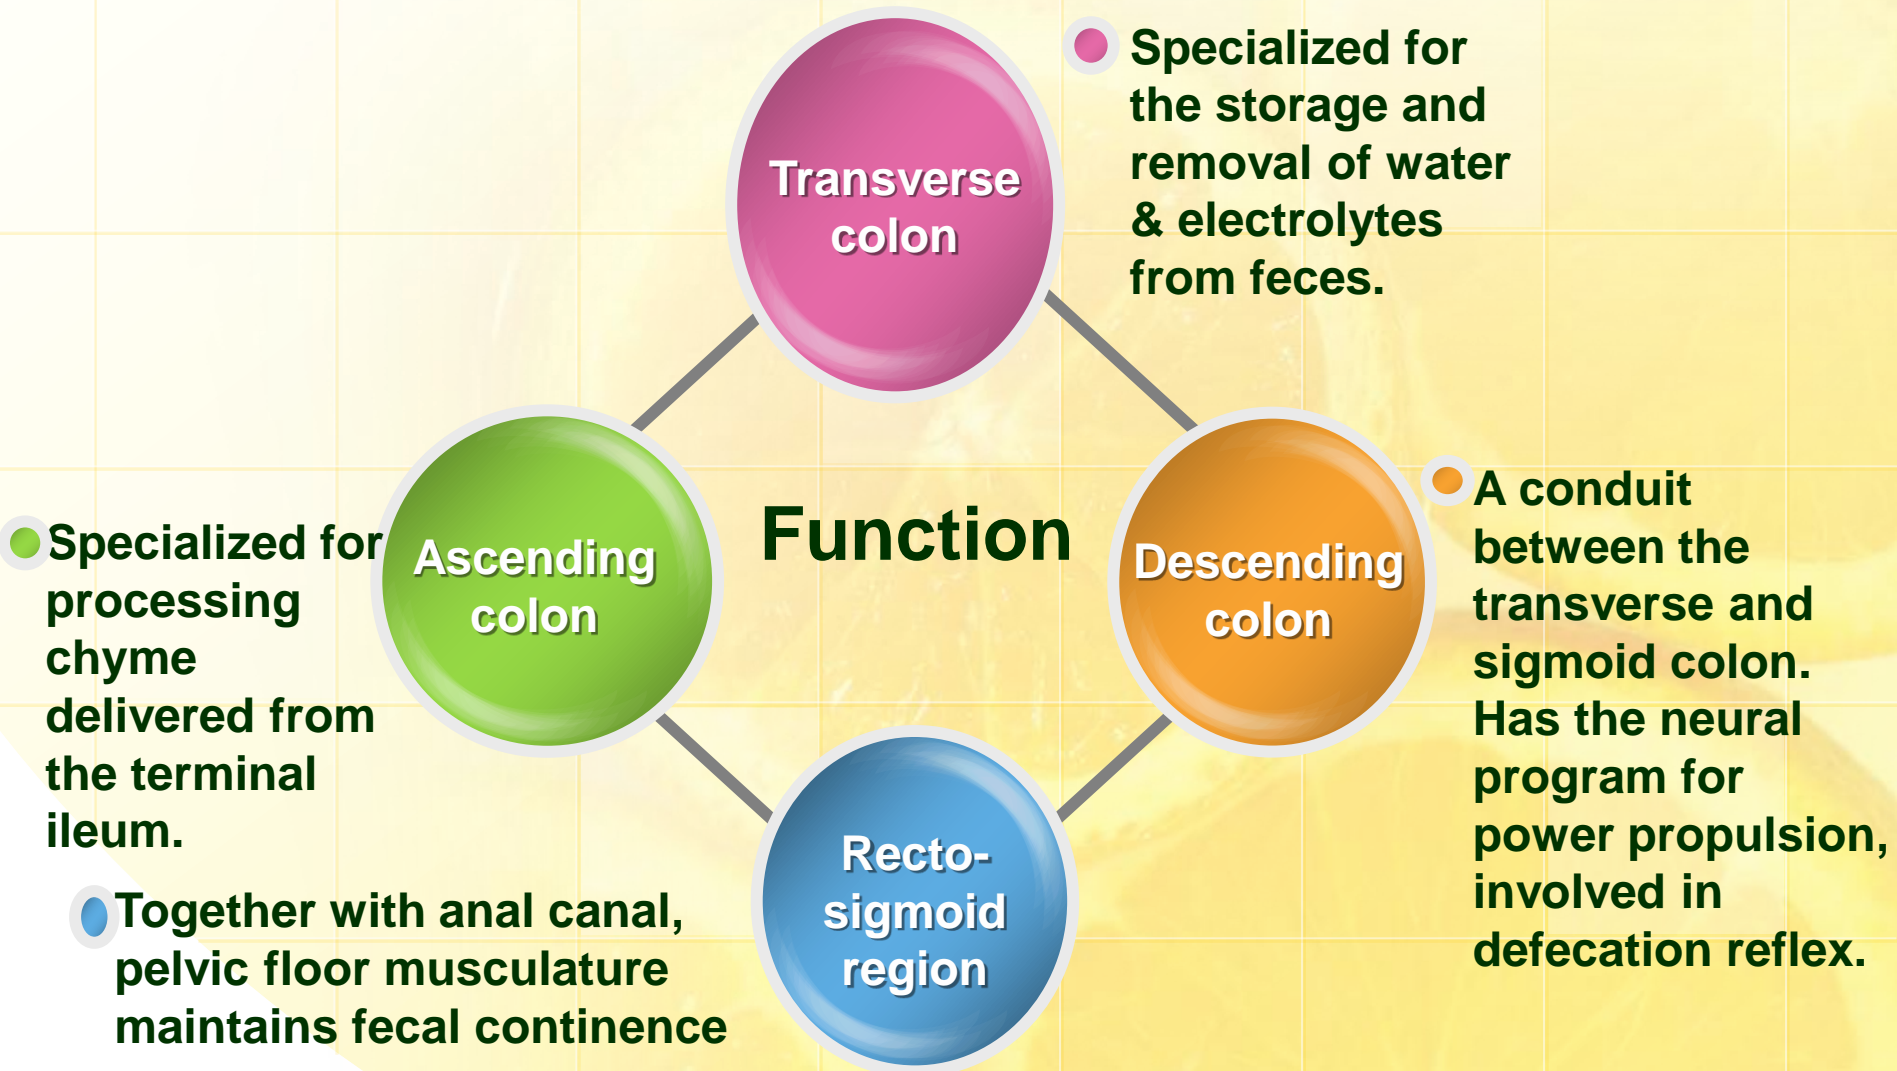 Transverse
colon
Specialized for
the storage and
removal of water
& electrolytes
from feces.
Specialized for
processing
chyme
delivered from
the terminal
ileum.
Ascending
colon
Function
Descending
colon
A conduit
between the
transverse and
sigmoid colon.
Has the neural
program for
power propulsion,
involved in
defecation reflex.
Together with anal canal,
pelvic floor musculature
maintains fecal continence
Recto-
sigmoid
region